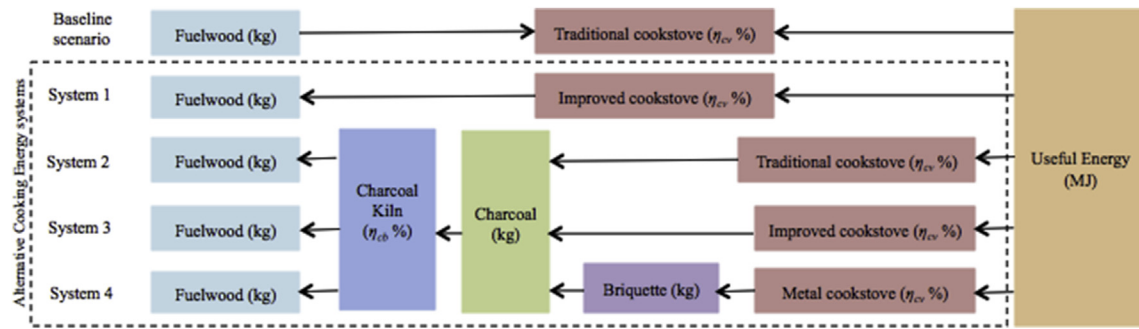 Baseline
scenario
Fuelwood (kg)
Traditional cookstove (ηcv %)
Alternative Cooking Energy systems
System 1
Fuelwood (kg)
Improved cookstove (ηcv %)
System 2
Fuelwood (kg)
Traditional cookstove (ηcv %)
System 3
Fuelwood (kg)
Improved cookstove (ηcv %)
System 4
Fuelwood (kg)
Charcoal
Kiln
(ηcb %)
Charcoal
(kg)
Briquette (kg)
Metal cookstove (ηcv %)
Useful Energy
(MJ)